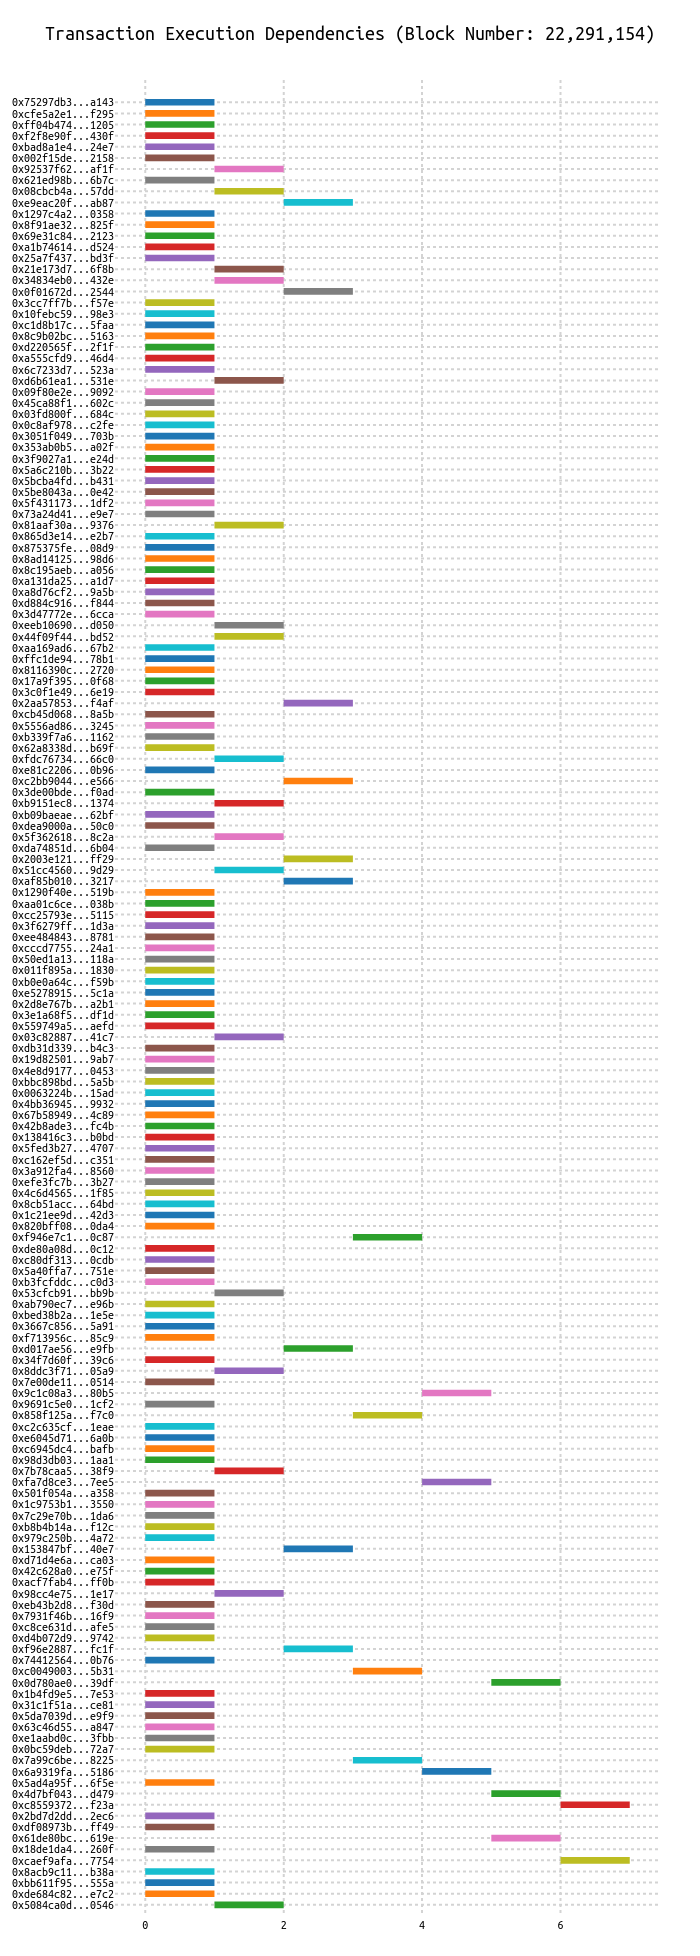 Transaction Execution Dependencies (Block Number: 22,291,154)
0x75297db3...a143
0xcfe5a2e1...f295
0xff04b474...1205
0xf2f8e90f...430f
0xbad8a1e4...24e7
0x002f15de...2158
0x92537f62...af1f
0x621ed98b...6b7c
0x08cbcb4a...57dd
0xe9eac20f...ab87
0x1297c4a2...0358
0x8f91ae32...825f
0x69e31c84...2123
0xa1b74614...d524
0x25a7f437...bd3f
0x21e173d7...6f8b
0x34834eb0...432e
0x0f01672d...2544
0x3cc7ff7b...f57e
0x10febc59...98e3
0xc1d8b17c...5faa
0x8c9b02bc...5163
0xd220565f...2f1f
0xa555cfd9...46d4
0x6c7233d7...523a
0xd6b61ea1...531e
0x09f80e2e...9092
0x45ca88f1...602c
0x03fd800f...684c
0x0c8af978...c2fe
0x3051f049...703b
0x353ab0b5...a02f
0x3f9027a1...e24d
0x5a6c210b...3b22
0x5bcba4fd...b431
0x5be8043a...0e42
0x5f431173...1df2
0x73a24d41...e9e7
0x81aaf30a...9376
0x865d3e14...e2b7
0x875375fe...08d9
0x8ad14125...98d6
0x8c195aeb...a056
0xa131da25...a1d7
0xa8d76cf2...9a5b
0xd884c916...f844
0x3d47772e...6cca
0xeeb10690...d050
0x44f09f44...bd52
0xaa169ad6...67b2
0xffc1de94...78b1
0x8116390c...2720
0x17a9f395...0f68
0x3c0f1e49...6e19
0x2aa57853...f4af
0xcb45d068...8a5b
0x5556ad86...3245
0xb339f7a6...1162
0x62a8338d...b69f
0xfdc76734...66c0
0xe81c2206...0b96
0xc2bb9044...e566
0x3de00bde...f0ad
0xb9151ec8...1374
0xb09baeae...62bf
0xdea9000a...50c0
0x5f362618...8c2a
0xda74851d...6b04
0x2003e121...ff29
0x51cc4560...9d29
0xaf85b010...3217
0x1290f40e...519b
0xaa01c6ce...038b
0xcc25793e...5115
0x3f6279ff...1d3a
0xee484843...8781
0xcccd7755...24a1
0x50ed1a13...118a
0x011f895a...1830
0xb0e0a64c...f59b
0xe5278915...5c1a
0x2d8e767b...a2b1
0x3e1a68f5...df1d
0x559749a5...aefd
0x03c82887...41c7
0xdb31d339...b4c3
0x19d82501...9ab7
0x4e8d9177...0453
0xbbc898bd...5a5b
0x0063224b...15ad
0x4bb36945...9932
0x67b58949...4c89
0x42b8ade3...fc4b
0x138416c3...b0bd
0x5fed3b27...4707
0xc162ef5d...c351
0x3a912fa4...8560
0xefe3fc7b...3b27
0x4c6d4565...1f85
0x8cb51acc...64bd
0x1c21ee9d...42d3
0x820bff08...0da4
0xf946e7c1...0c87
0xde80a08d...0c12
0xc80df313...0cdb
0x5a40ffa7...751e
0xb3fcfddc...c0d3
0x53cfcb91...bb9b
0xab790ec7...e96b
0xbed38b2a...1e5e
0x3667c856...5a91
0xf713956c...85c9
0xd017ae56...e9fb
0x34f7d60f...39c6
0x8ddc3f71...05a9
0x7e00de11...0514
0x9c1c08a3...80b5
0x9691c5e0...1cf2
0x858f125a...f7c0
0xc2c635cf...1eae
0xe6045d71...6a0b
0xc6945dc4...bafb
0x98d3db03...1aa1
0x7b78caa5...38f9
0xfa7d8ce3...7ee5
0x501f054a...a358
0x1c9753b1...3550
0x7c29e70b...1da6
0xb8b4b14a...f12c
0x979c250b...4a72
0x153847bf...40e7
0xd71d4e6a...ca03
0x42c628a0...e75f
0xacf7fab4...ff0b
0x98cc4e75...1e17
0xeb43b2d8...f30d
0x7931f46b...16f9
0xc8ce631d...afe5
0xd4b072d9...9742
0xf96e2887...fc1f
0x74412564...0b76
0xc0049003...5b31
0x0d780ae0...39df
0x1b4fd9e5...7e53
0x31c1f51a...ce81
0x5da7039d...e9f9
0x63c46d55...a847
0xe1aabd0c...3fbb
0x0bc59deb...72a7
0x7a99c6be...8225
0x6a9319fa...5186
0x5ad4a95f...6f5e
0x4d7bf043...d479
0xc8559372...f23a
0x2bd7d2dd...2ec6
0xdf08973b...ff49
0x61de80bc...619e
0x18de1da4...260f
0xcaef9afa...7754
0x8acb9c11...b38a
0xbb611f95...555a
0xde684c82...e7c2
0x5084ca0d...0546
0 2 4 6